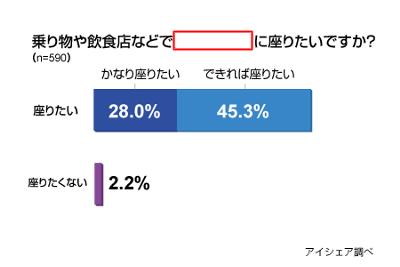 乗り物や飲食店などで に座りたいですか?
(n=590)
かなり座りたい できれば座りたい
座りたい 28.0% 45.3%
座りたくない 2.2%
アイシェア調べ